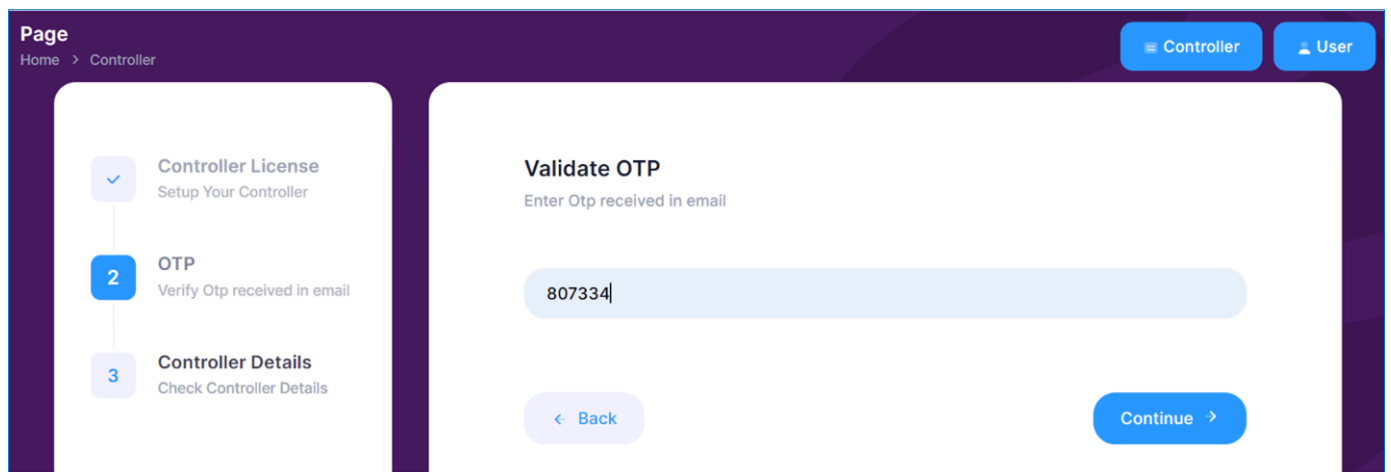 Page
Home > Controller
Controller
User
Controller License
Setup Your Controller
2
OTP
Verify Otp received in email
3
Controller Details
Check Controller Details
Validate OTP
Enter Otp received in email
807334
Back
Continue